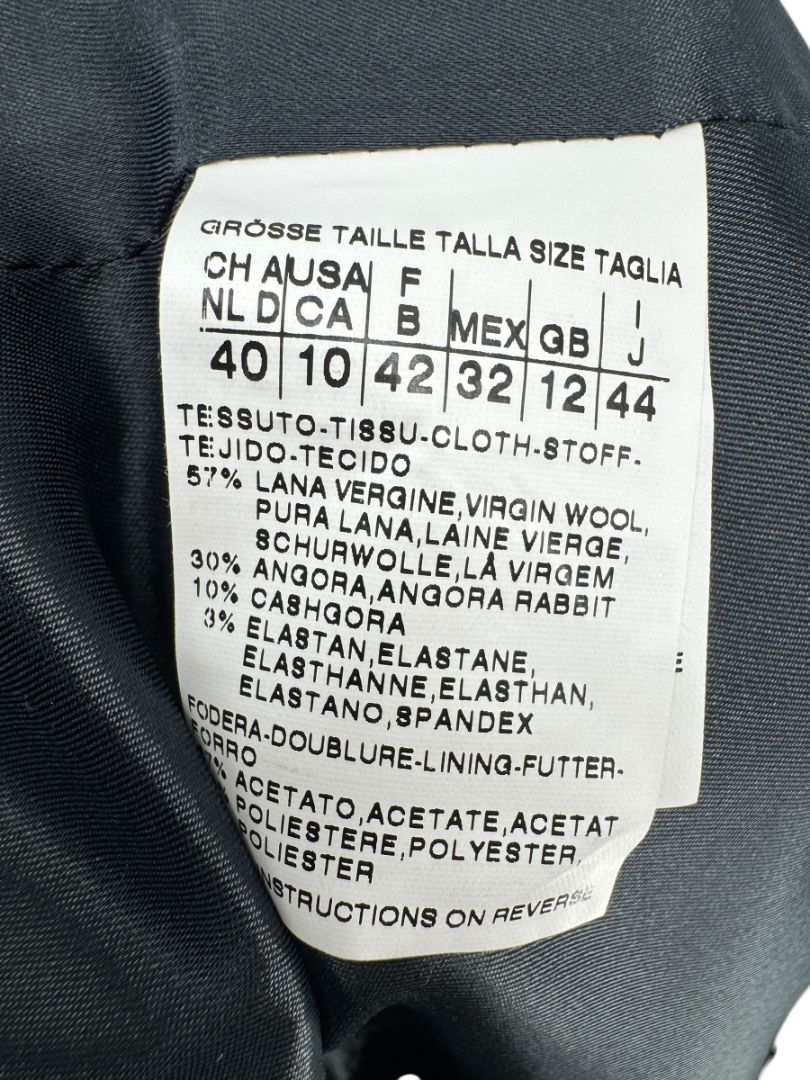 GRÖSSE TAILLE TALLA SIZE TAGLIA
CH A USA F MEX GB I
NL D CA B J
40 10 42 32 12 44
TESSUTO-TISSU-CLOTH-STOFF-
TEJIDO-TECIDO
57% LANA VERGINE,VIRGIN WOOL,
PURA LANA,LAINE VIERGE,
SCHURWOLLE,LÀ VIRGEM
30% ANGORA,ANGORA RABBIT
10% CASHGORA
3% ELASTAN,ELASTANE,
ELASTHANNE,ELASTHAN,
ELASTANO,SPANDEX
FODERA-DOUBLURE-LINING-FUTTER-
FORRO
% ACETATO,ACETATE,ACETAT
POLIESTERE,POLYESTER,
POLIESTER
INSTRUCTIONS ON REVERSE